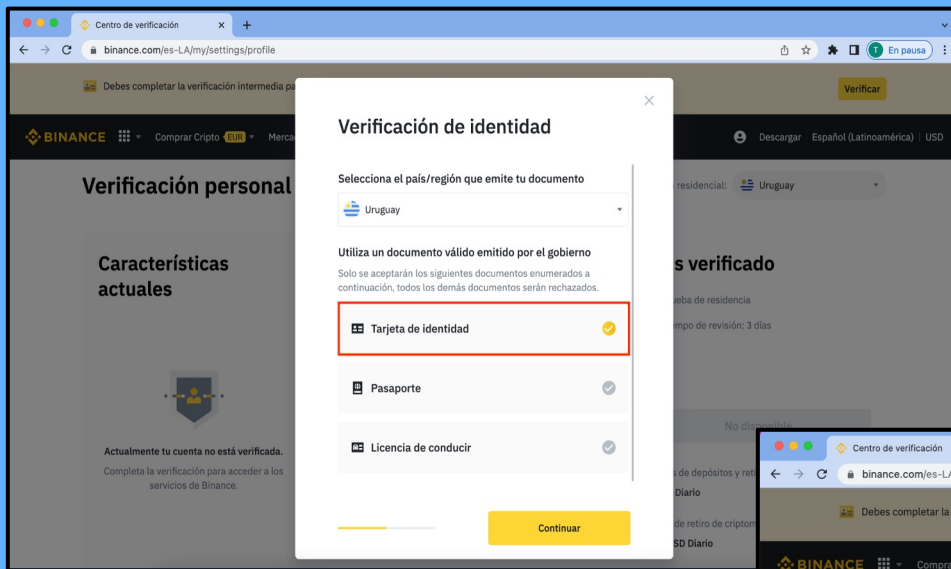 Centro de verificación
binance.com/es-LA/my/settings/profile
T En pausa
Debes completar la verificación intermedia pa
Verificar
BINANCE
Comprar Cripto EUR
Merca
Descargar Español (Latinoamérica) | USD
Verificación personal
residencial: Uruguay
Verificación de identidad
Selecciona el país/región que emite tu documento
Uruguay
Utiliza un documento válido emitido por el gobierno
Solo se aceptarán los siguientes documentos enumerados a
continuación, todos los demás documentos serán rechazados.
Tarjeta de identidad
Pasaporte
Licencia de conducir
Continuar
Características
actuales
Actualmente tu cuenta no está verificada.
Completa la verificación para acceder a los
servicios de Binance.
s verificado
ueba de residencia
mpo de revisión: 3 días
No disponible
s de depósitos y reti
Diario
de retiro de criptom
SD Diario
Centro de verificación
binance.com/es-LA
Debes completar la
BINANCE
Compr